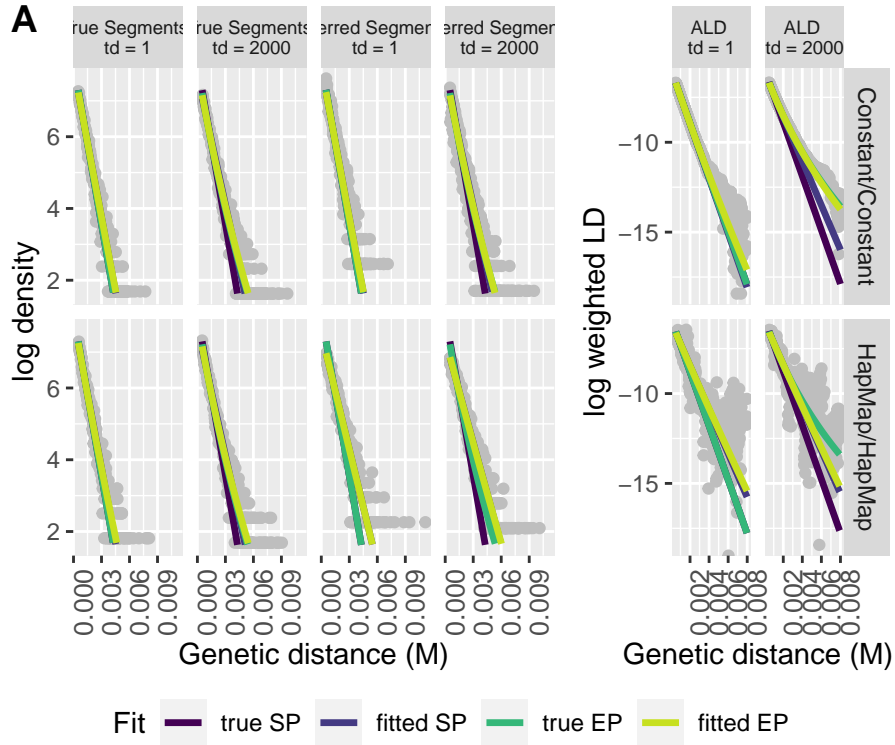 A
rue Segments
td = 1
rue Segments
td = 2000
erred Segment
td = 1
erred Segment
td = 2000
ALD
td = 1
ALD
td = 2000
log density
6
4
2
6
4
2
0.000
0.003
0.006
0.009
0.000
0.003
0.006
0.009
0.000
0.003
0.006
0.009
0.000
0.003
0.006
0.009
Genetic distance (M)
log weighted LD
−10
−15
−10
−15
Constant/Constant
HapMap/HapMap
0.002
0.004
0.006
0.008
0.002
0.004
0.006
0.008
Genetic distance (M)
Fit
true SP
fitted SP
true EP
fitted EP